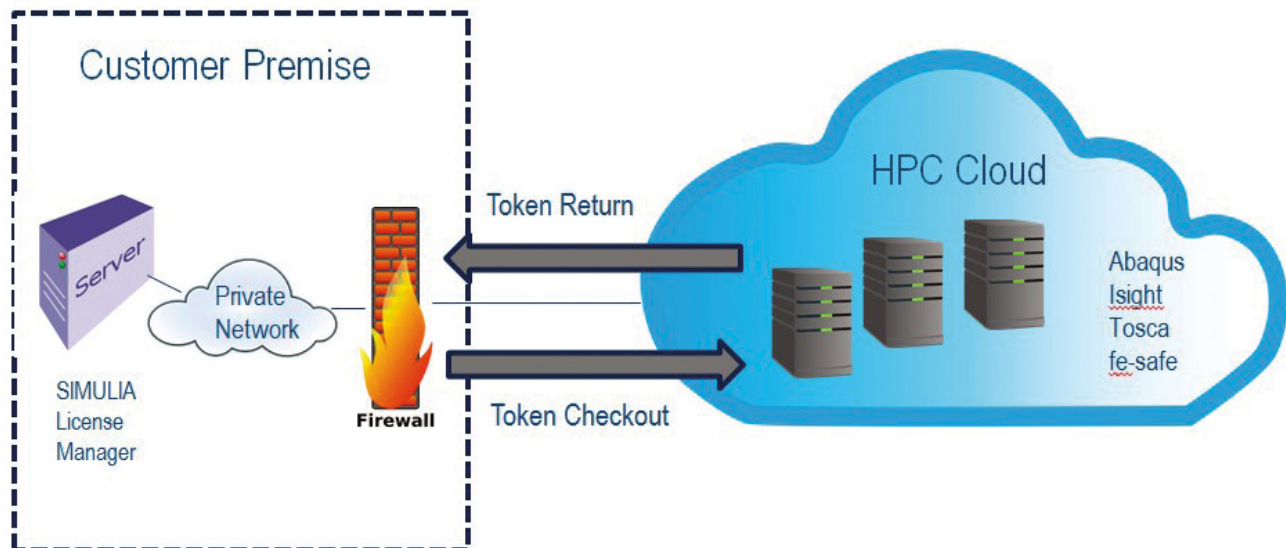 Customer Premise
Server
Private
Network
SIMULIA
License
Manager
Firewall
Token Return
Token Checkout
HPC Cloud
Abaqus
Isight
Tosca
fe-safe